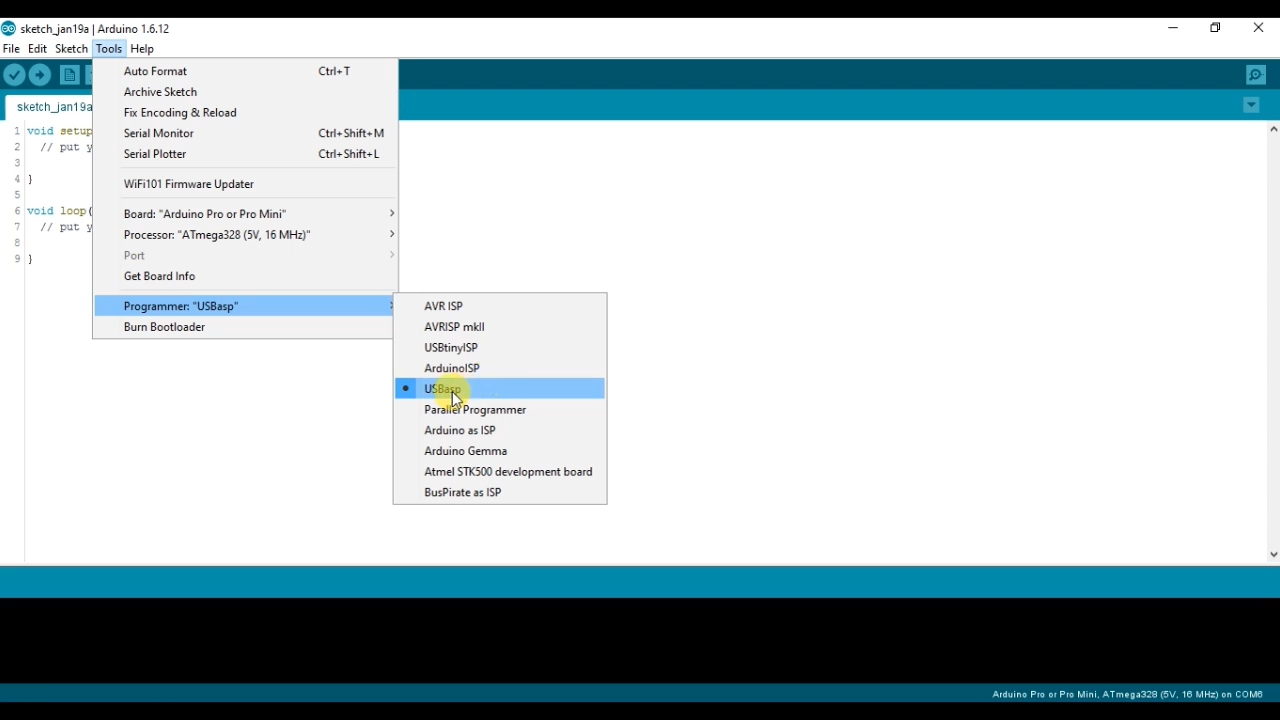 sketch_jan19a | Arduino 1.6.12
File Edit Sketch Tools Help
Auto Format Ctrl+T
Archive Sketch
Fix Encoding & Reload
Serial Monitor Ctrl+Shift+M
Serial Plotter Ctrl+Shift+L
WiFi101 Firmware Updater
Board: "Arduino Pro or Pro Mini"
Processor: "ATmega328 (5V, 16 MHz)"
Port
Get Board Info
Programmer: "USBasp"
Burn Bootloader
AVR ISP
AVRISP mkII
USBtinyISP
ArduinoISP
USBasp
Parallel Programmer
Arduino as ISP
Arduino Gemma
Atmel STK500 development board
BusPirate as ISP
sketch_jan19a
1 void setup
2 // put y
3
4 }
5
6 void loop(
7 // put y
8
9 }
Arduino Pro or Pro Mini, ATmega328 (5V, 16 MHz) on COM6